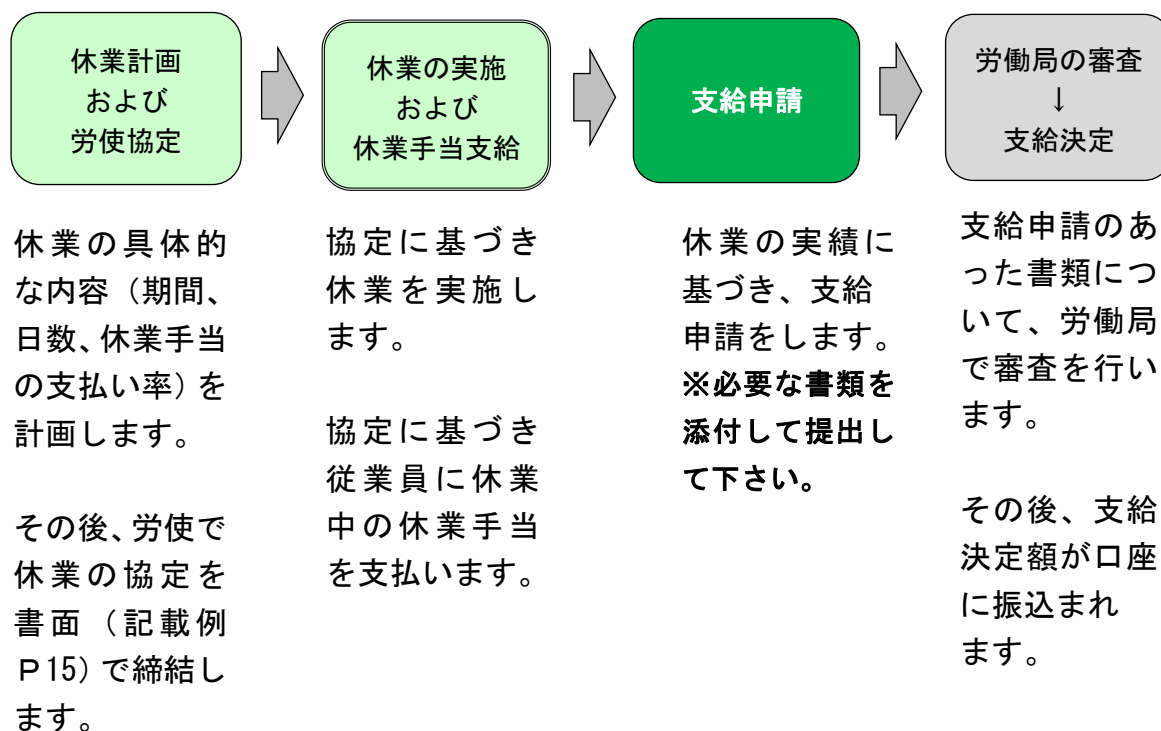 休業計画
および
労使協定
休業の具体的
な内容（期間、
日数、休業手当
の支払い率）を
計画します。
その後、労使で
休業の協定を
書面（記載例
Ｐ15）で締結し
ます。
休業の実施
および
休業手当支給
協定に基づき
休業を実施し
ます。
協定に基づき
従業員に休業
中の休業手当
を支払います。
支給申請
休業の実績に
基づき、支給
申請をします。
※必要な書類を
添付して提出し
て下さい。
労働局の審査
↓
支給決定
支給申請のあ
った書類につ
いて、労働局
で審査を行い
ます。
その後、支給
決定額が口座
に振込まれ
ます。